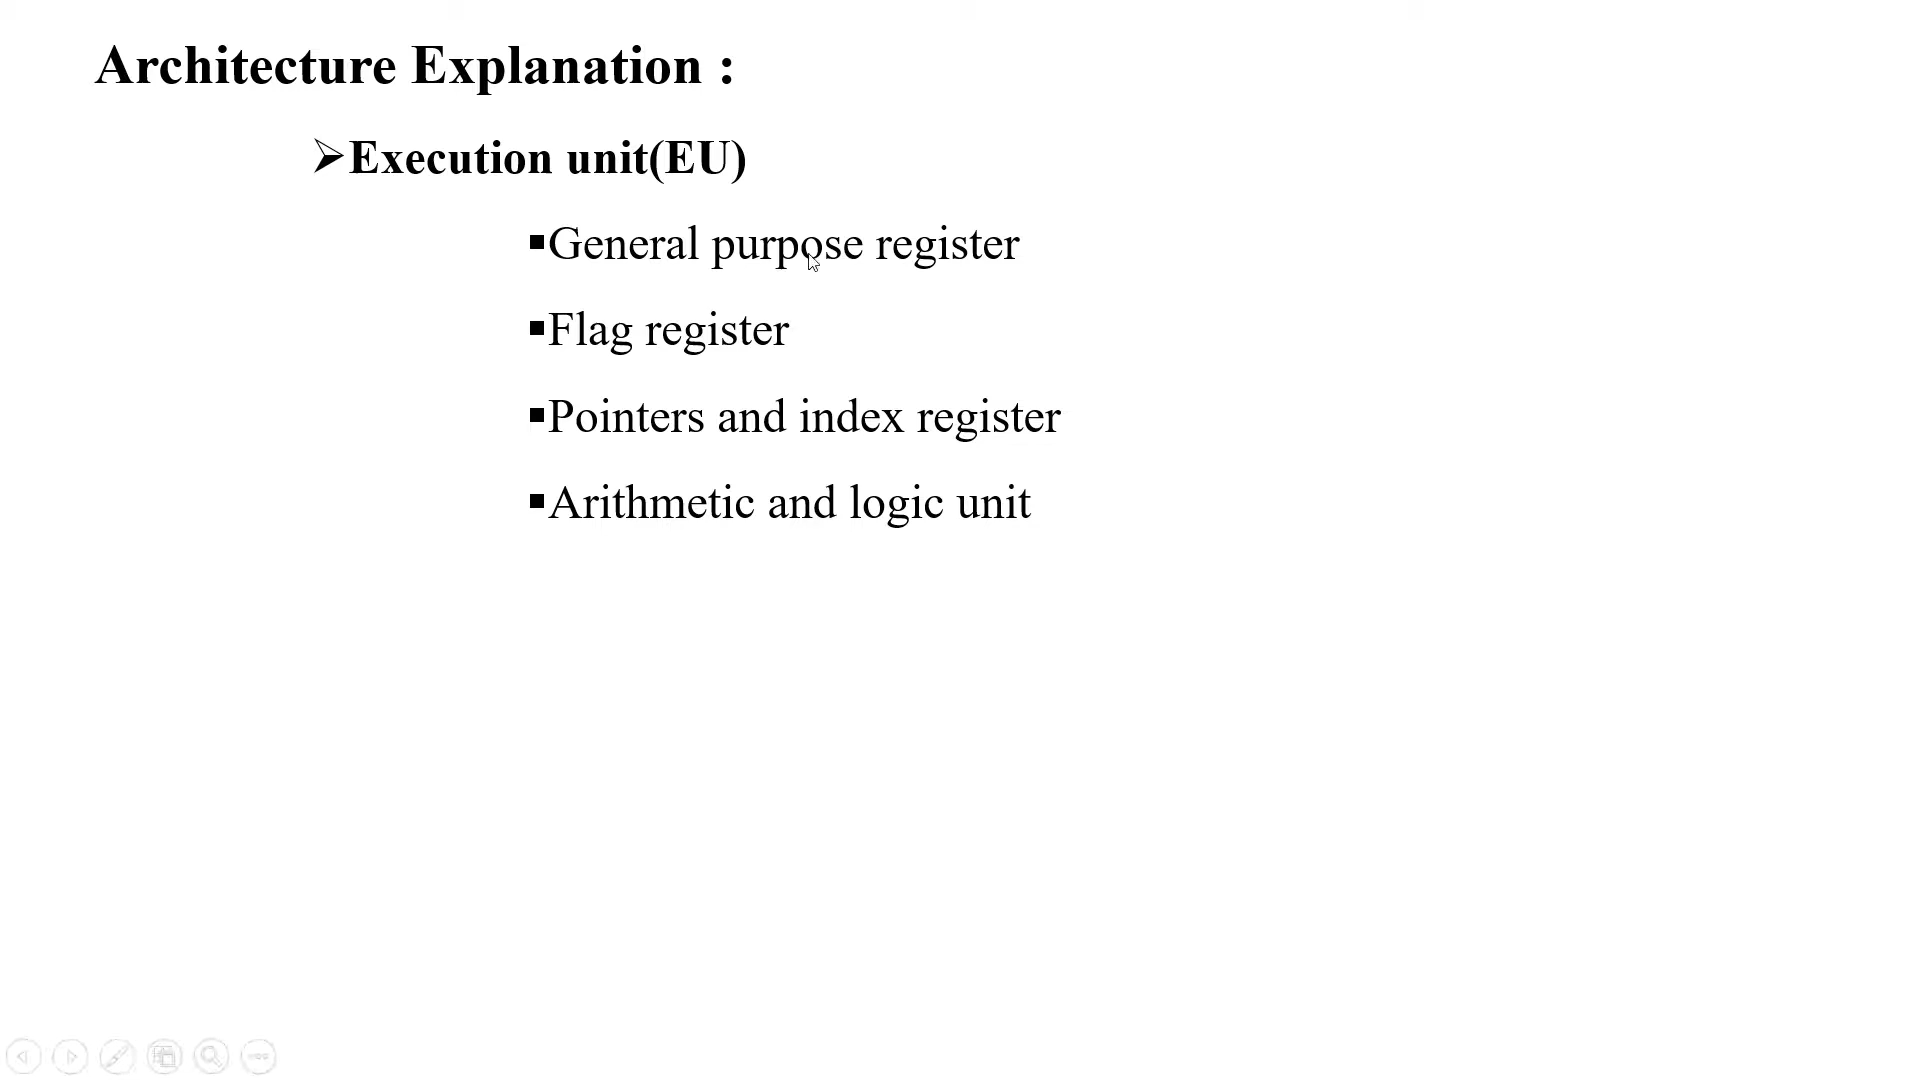 Architecture Explanation :
➢Execution unit(EU)
▪General purpose register
▪Flag register
▪Pointers and index register
▪Arithmetic and logic unit